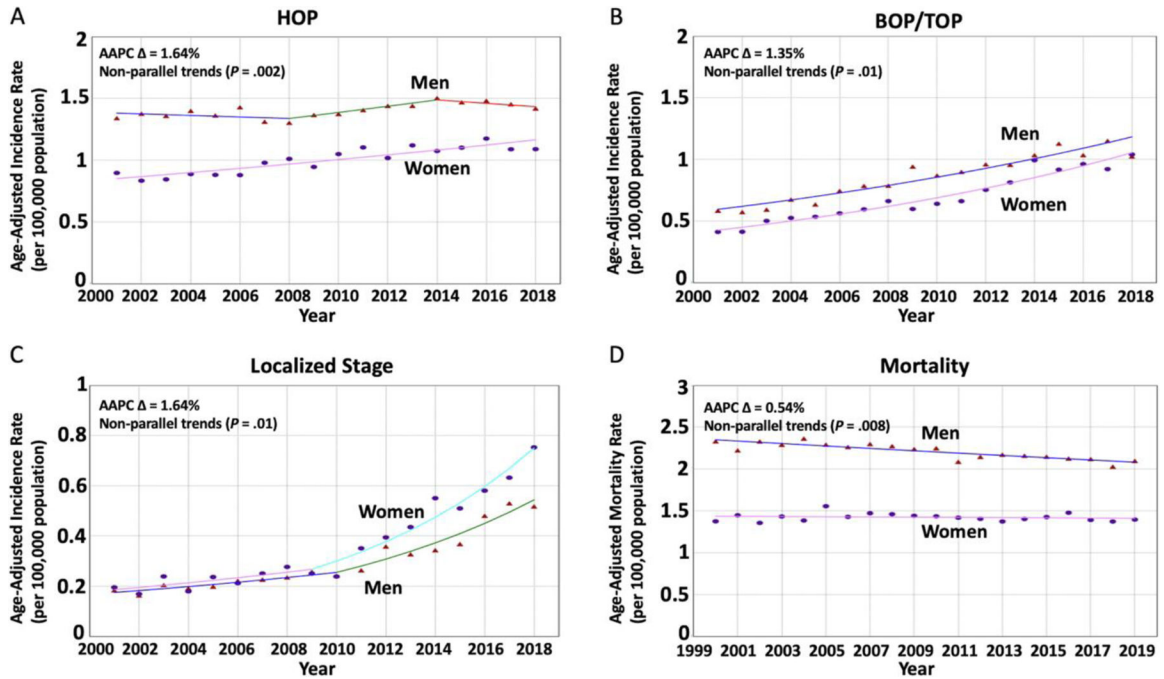 A
HOP
Age-Adjusted Incidence Rate
(per 100,000 population)
2
1.5
1
0.5
0
AAPC Δ = 1.64%
Non-parallel trends (P = .002)
Men
Women
2000 2002 2004 2006 2008 2010 2012 2014 2016 2018
Year
B
BOP/TOP
Age-Adjusted Incidence Rate
(per 100,000 population)
2
1.5
1
0.5
0
AAPC Δ = 1.35%
Non-parallel trends (P = .01)
Men
Women
2000 2002 2004 2006 2008 2010 2012 2014 2016 2018
Year
C
Localized Stage
Age-Adjusted Incidence Rate
(per 100,000 population)
1
0.8
0.6
0.4
0.2
0
AAPC Δ = 1.64%
Non-parallel trends (P = .01)
Women
Men
2000 2002 2004 2006 2008 2010 2012 2014 2016 2018
Year
D
Mortality
Age-Adjusted Mortality Rate
(per 100,000 population)
3
2.5
2
1.5
1
0.5
0
AAPC Δ = 0.54%
Non-parallel trends (P = .008)
Men
Women
1999 2001 2003 2005 2007 2009 2011 2013 2015 2017 2019
Year